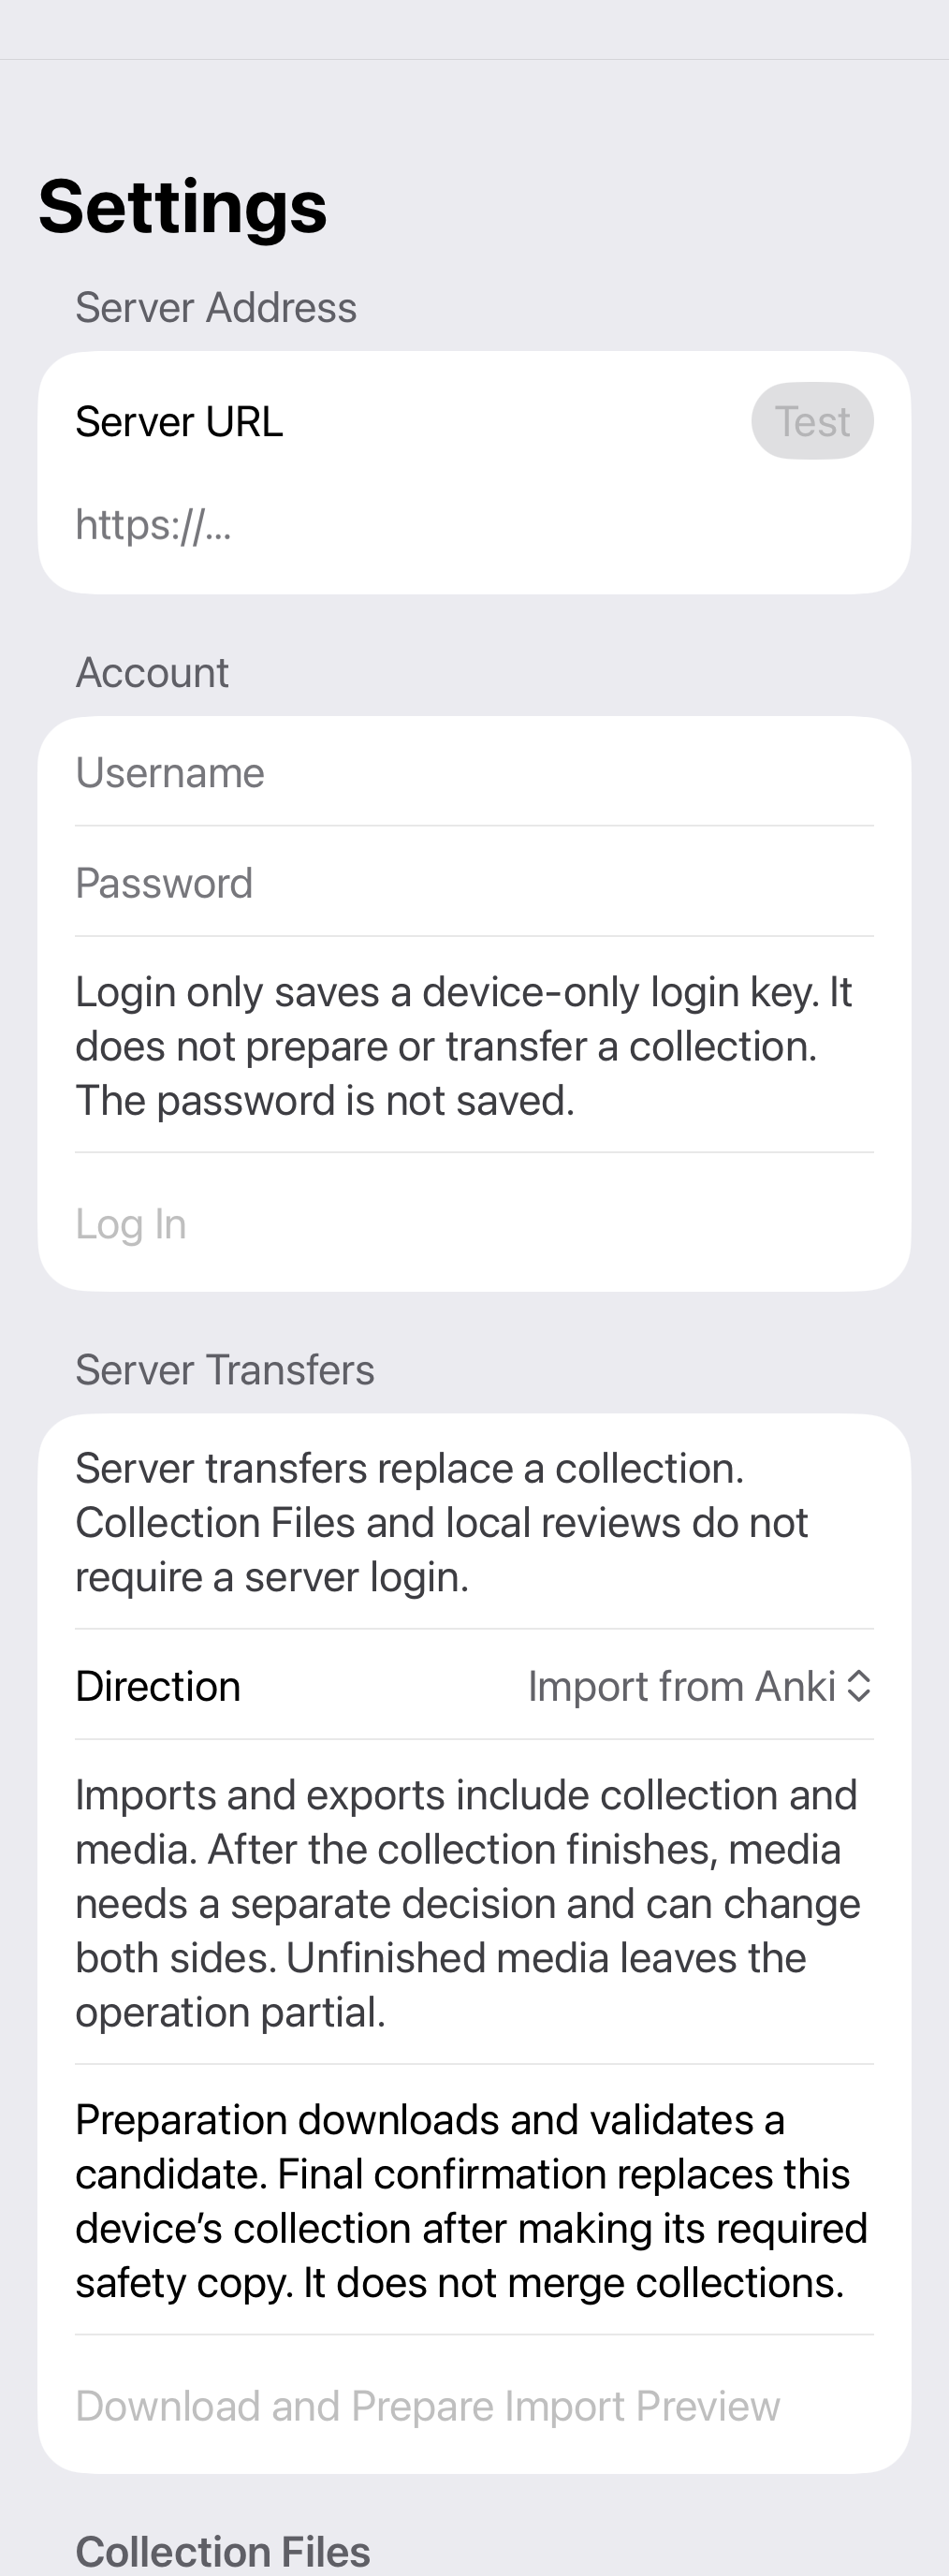 Settings
Server Address
Server URL
Test
https://...
Account
Username
Password
Login only saves a device-only login key. It
does not prepare or transfer a collection.
The password is not saved.
Log In
Server Transfers
Server transfers replace a collection.
Collection Files and local reviews do not
require a server login.
Direction
Import from Anki
Imports and exports include collection and
media. After the collection finishes, media
needs a separate decision and can change
both sides. Unfinished media leaves the
operation partial.
Preparation downloads and validates a
candidate. Final confirmation replaces this
device’s collection after making its required
safety copy. It does not merge collections.
Download and Prepare Import Preview
Collection Files